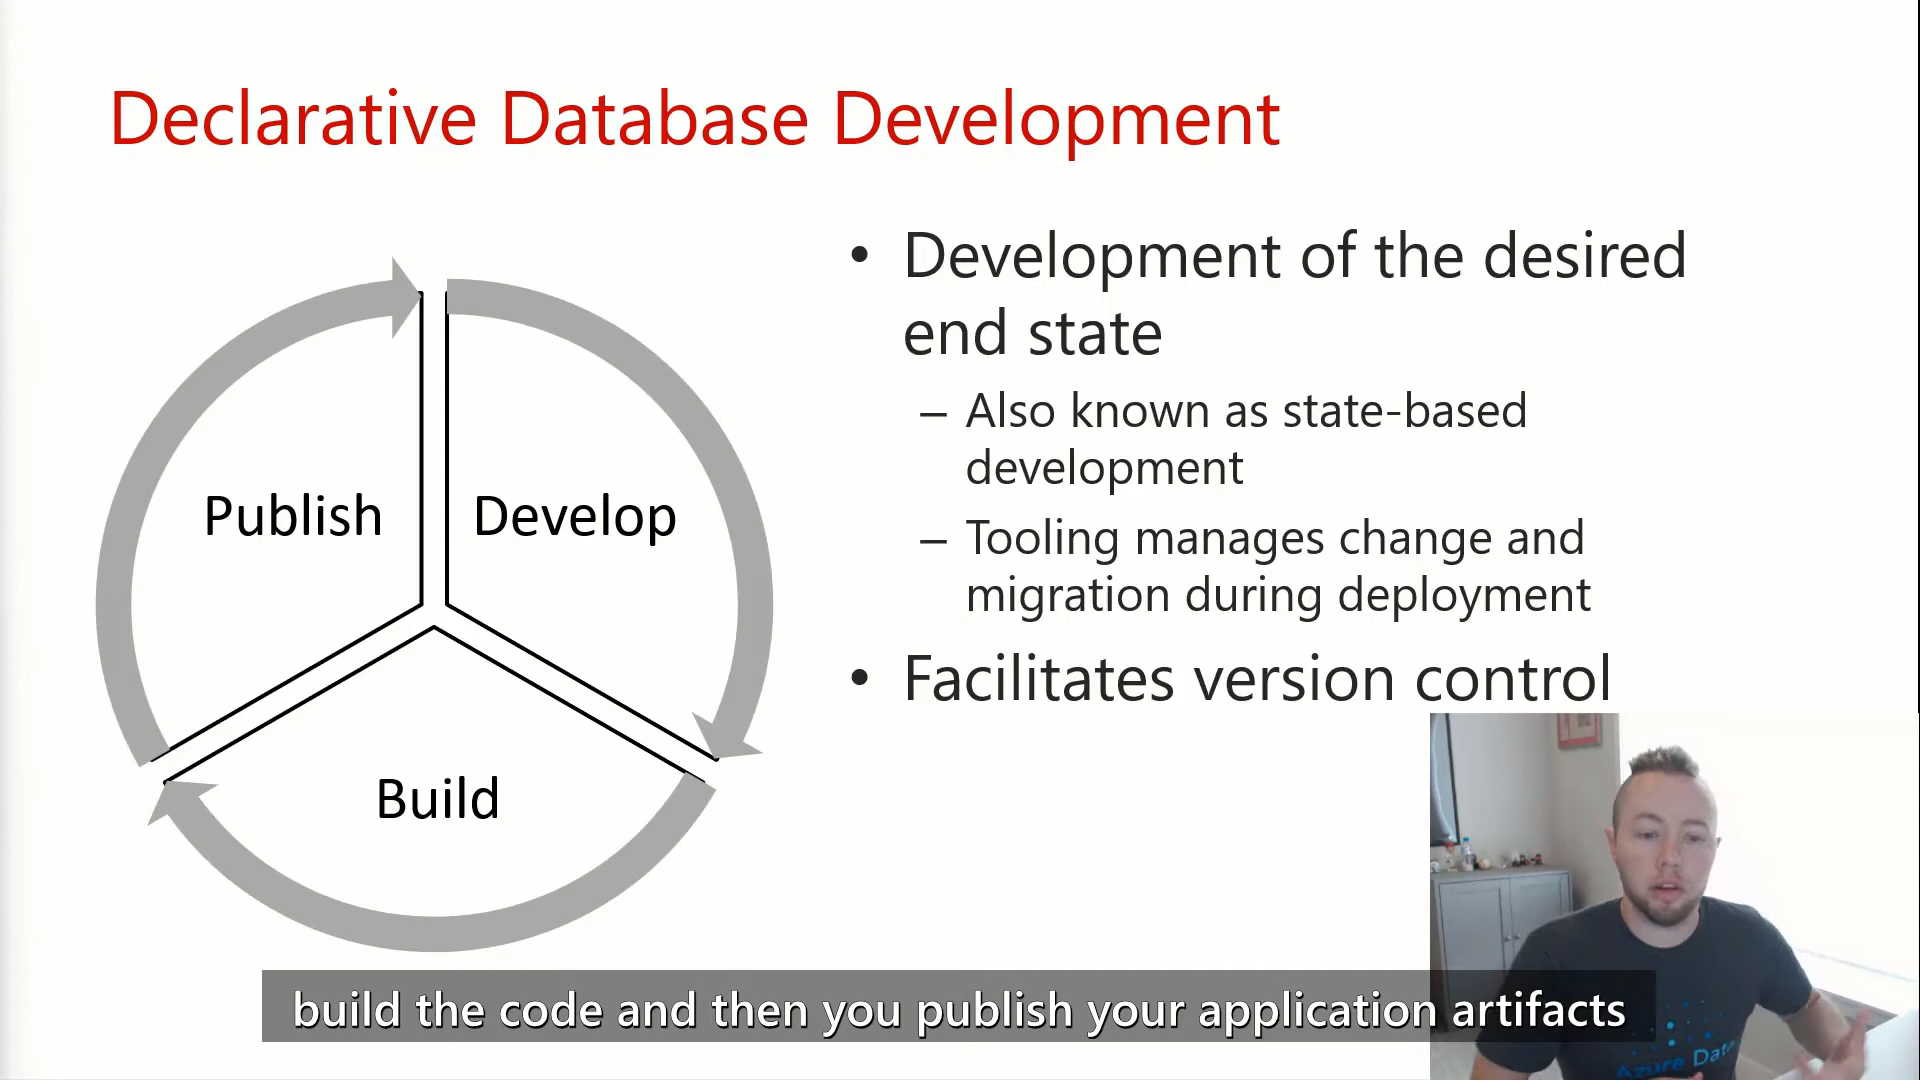 Declarative Database Development
Publish
Develop
Build
• Development of the desired
end state
– Also known as state-based
development
– Tooling manages change and
migration during deployment
• Facilitates version control
build the code and then you publish your application artifacts
Azure Data